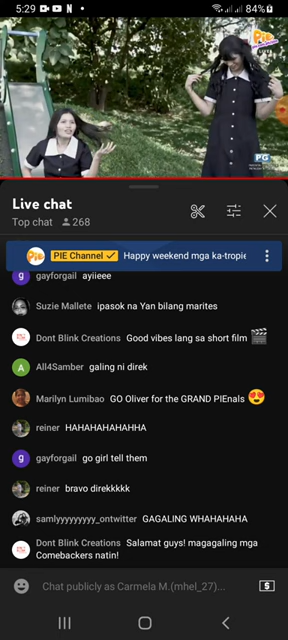 5:29
84%
Pie
PG
Live chat
Top chat 268
Pie PIE Channel Happy weekend mga ka-tropie
g gayforgail ayiieee
Suzie Mallete ipasok na Yan bilang marites
Dont Blink Creations Good vibes lang sa short film 🎬
A All4Samber galing ni direk
Marilyn Lumibao GO Oliver for the GRAND PIEnals 😍
reiner HAHAHAHAHAHHA
g gayforgail go girl tell them
reiner bravo direkkkkk
samlyyyyyyyy_ontwitter GAGALING WHAHAHAHA
Dont Blink Creations Salamat guys! magagaling mga
Comebackers natin!
Chat publicly as Carmela M.(mhel_27)...